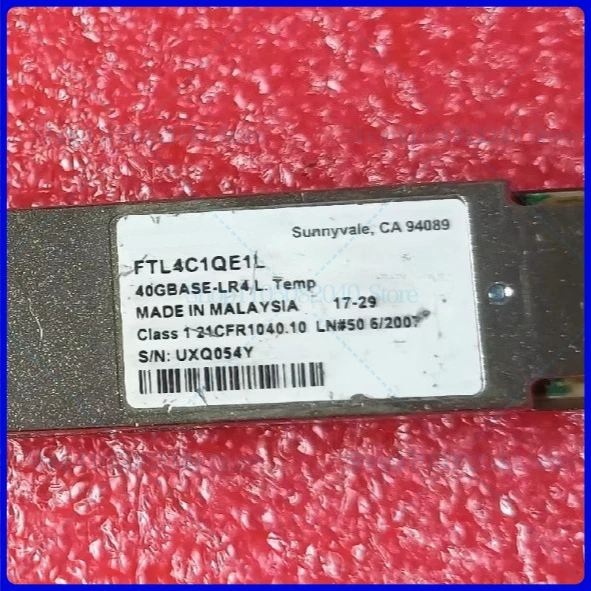 Sunnyvale, CA 94089
FTL4C1QE1L
40GBASE-LR4 L. Temp
MADE IN MALAYSIA 17-29
Class 1 21CFR1040.10 LN#50 6/2007
S/N: UXQ054Y